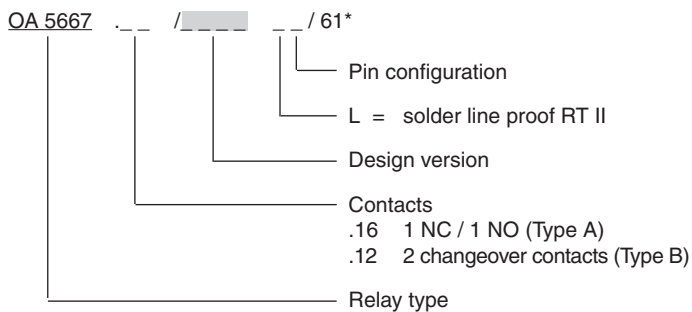 OA 5667 ._ _ /_ _ _ _ _ _ / 61*
Pin configuration
L = solder line proof RT II
Design version
Contacts
.16 1 NC / 1 NO (Type A)
.12 2 changeover contacts (Type B)
Relay type